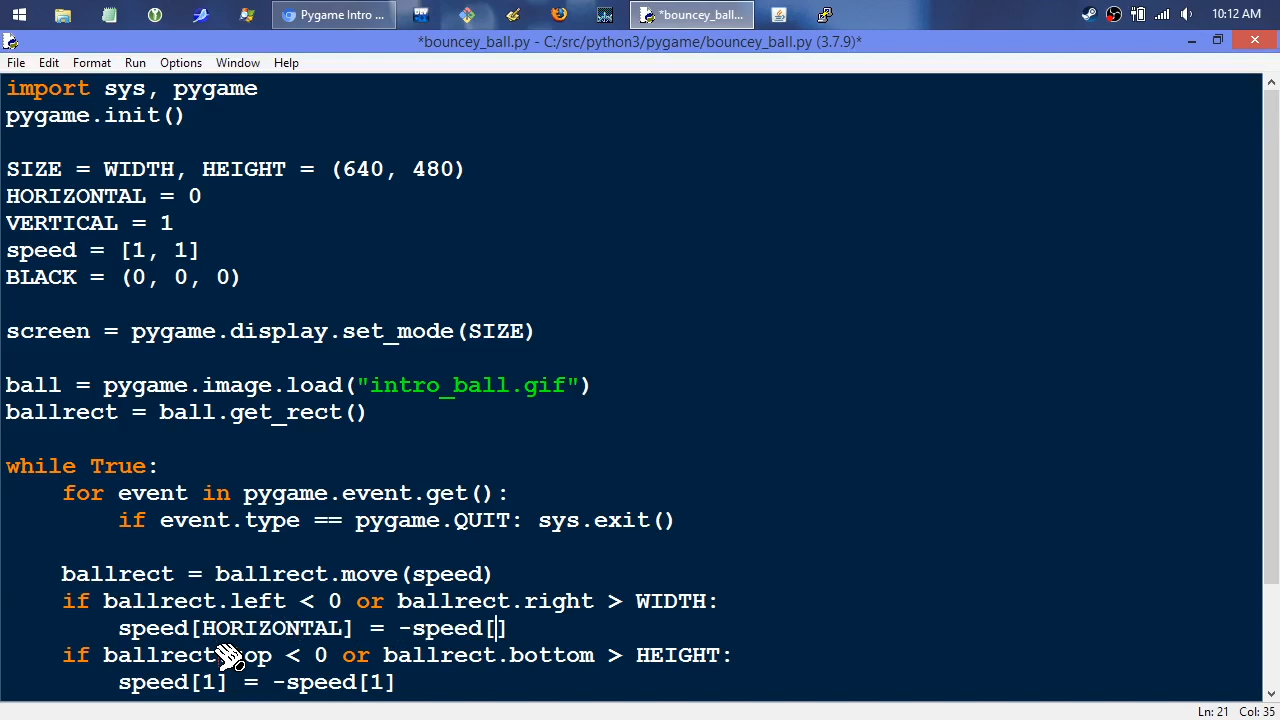 Pygame Intro ...
*bouncey_ball...
10:12 AM
*bouncey_ball.py - C:/src/python3/pygame/bouncey_ball.py (3.7.9)*
File Edit Format Run Options Window Help
import sys, pygame
pygame.init()
SIZE = WIDTH, HEIGHT = (640, 480)
HORIZONTAL = 0
VERTICAL = 1
speed = [1, 1]
BLACK = (0, 0, 0)
screen = pygame.display.set_mode(SIZE)
ball = pygame.image.load("intro_ball.gif")
ballrect = ball.get_rect()
while True:
    for event in pygame.event.get():
        if event.type == pygame.QUIT: sys.exit()
    ballrect = ballrect.move(speed)
    if ballrect.left < 0 or ballrect.right > WIDTH:
        speed[HORIZONTAL] = -speed[]
    if ballrect.top < 0 or ballrect.bottom > HEIGHT:
        speed[1] = -speed[1]
Ln: 21 Col: 35